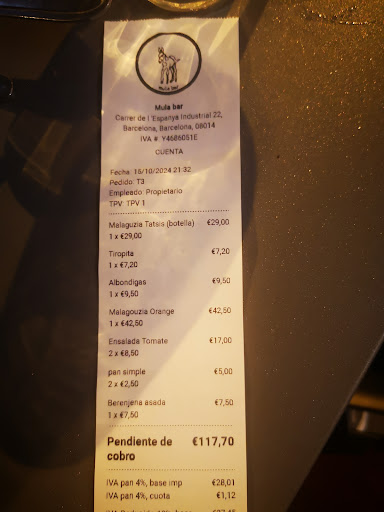 Mula bar
Mula bar
Carrer de l 'Espanya Industrial 22,
Barcelona, Barcelona, 08014
IVA # Y4686051E
CUENTA
Fecha: 15/10/2024 21:32
Pedido: T3
Empleado: Propietario
TPV: TPV 1
Malaguzia Tatsis (botella) €29,00
1 x €29,00
Tiropita €7,20
1 x €7,20
Albondigas €9,50
1 x €9,50
Malagouzia Orange €42,50
1 x €42,50
Ensalada Tomate €17,00
2 x €8,50
pan simple €5,00
2 x €2,50
Berenjena asada €7,50
1 x €7,50
Pendiente de €117,70
cobro
IVA pan 4%, base imp €28,01
IVA pan 4%, cuota €1,12